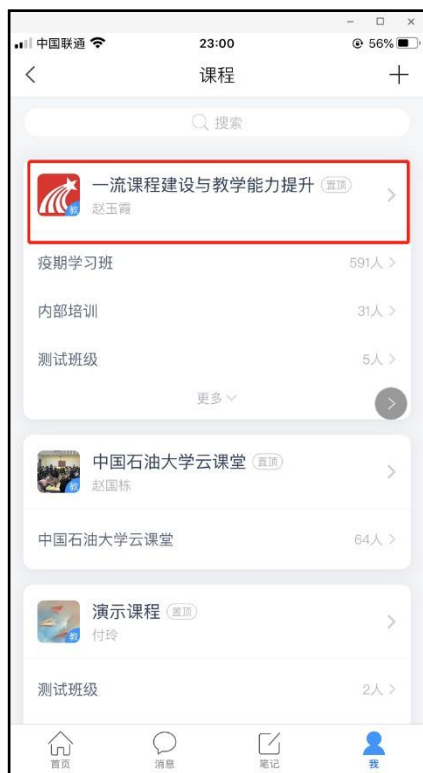 中国联通 23:00 56%
课程
搜索
一流课程建设与教学能力提升 置顶
教 赵玉霞
疫期学习班 591人
内部培训 31人
测试班级 5人
更多
中国石油大学云课堂 置顶
教 赵国栋
中国石油大学云课堂 64人
演示课程 置顶
教 付玲
测试班级 2人
首页 消息 笔记 我